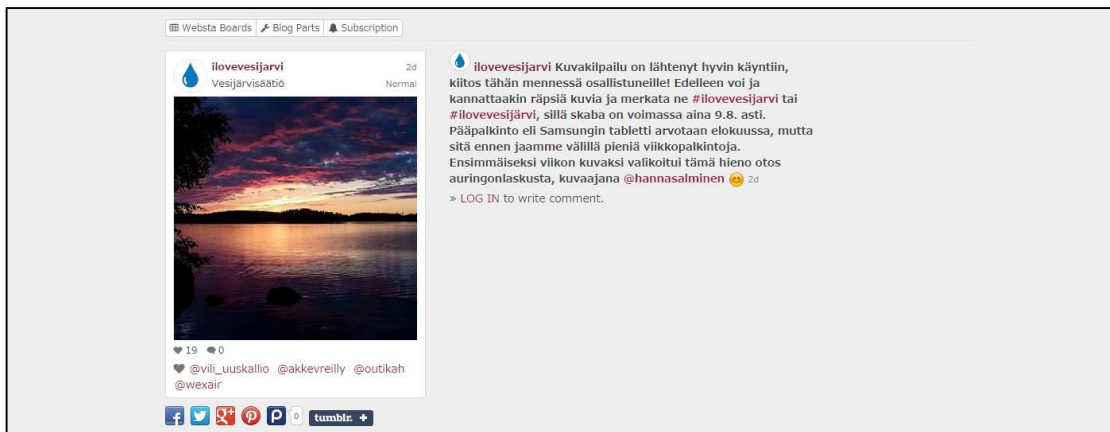 Websta Boards Blog Parts Subscription
ilovevesijarvi 2d
Vesijärvisäätiö Normal
19 0
@vili_uuskallio @akkevreilly @outikah
@wexair
0 tumblr. +
ilovevesijarvi Kuvakilpailu on lähtenyt hyvin käyntiin,
kiitos tähän mennessä osallistuneille! Edelleen voi ja
kannattaakin räpsiä kuvia ja merkata ne #ilovevesijarvi tai
#ilovevesijärvi, sillä skaba on voimassa aina 9.8. asti.
Pääpalkinto eli Samsungin tabletti arvotaan elokuussa, mutta
sitä ennen jaamme välillä pieniä viikkopalkintoja.
Ensimmäiseksi viikon kuvaksi valikoitui tämä hieno otos
auringonlaskusta, kuvaajana @hannasalminen 😊 2d
» LOG IN to write comment.